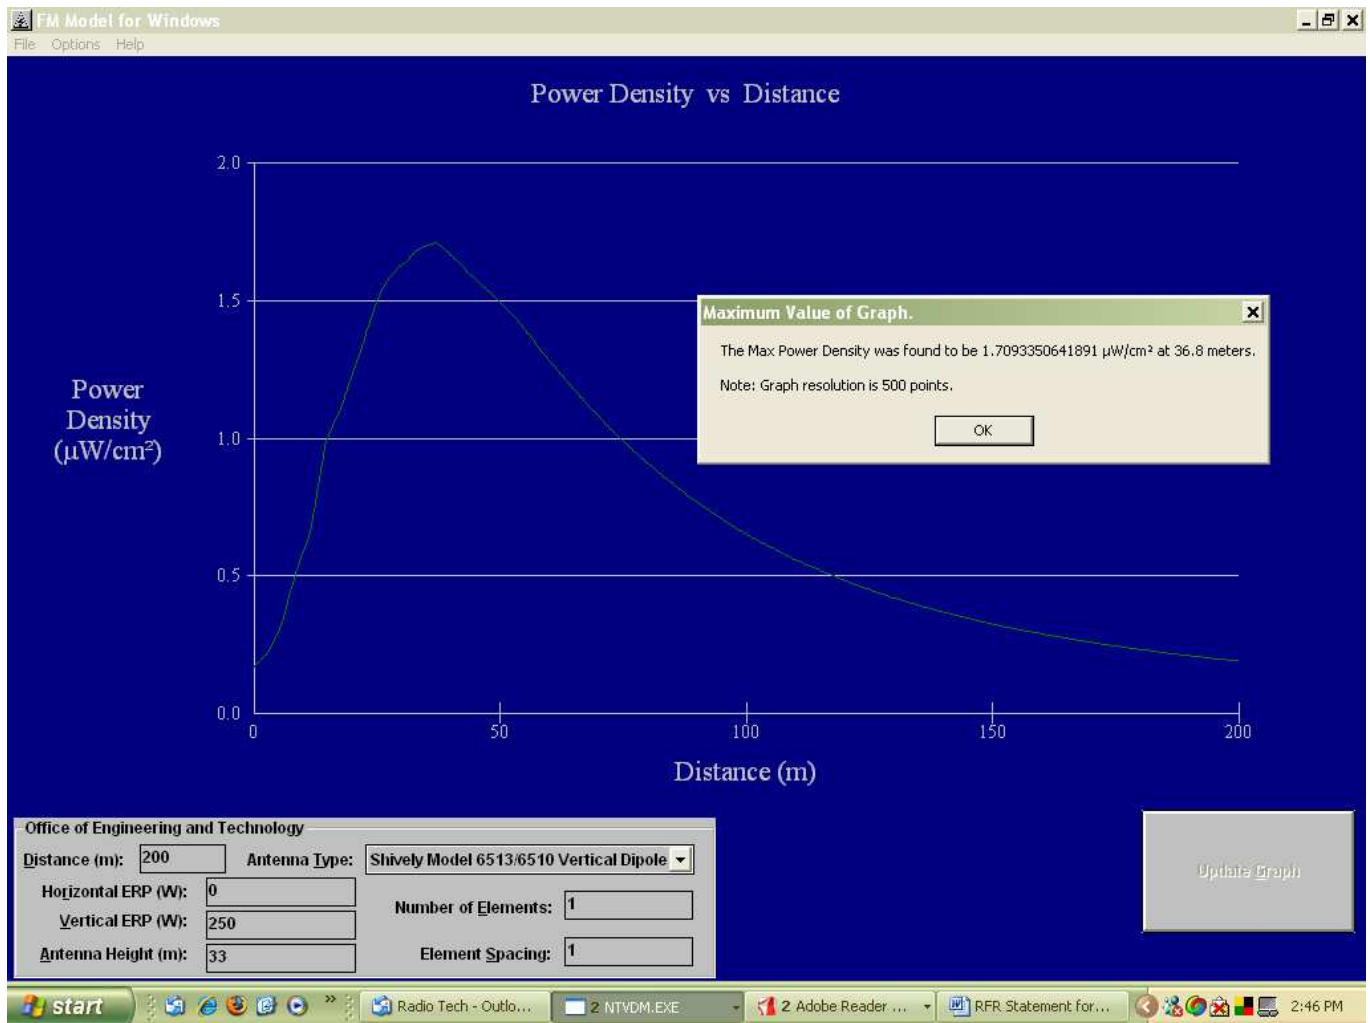 FM Model for Windows
File Options Help
Power Density vs Distance
2.0
1.5
1.0
0.5
0.0
Power
Density
(µW/cm²)
0 50 100 150 200
Distance (m)
Maximum Value of Graph.
The Max Power Density was found to be 1.7093350641891 µW/cm² at 36.8 meters.
Note: Graph resolution is 500 points.
OK
Office of Engineering and Technology
Distance (m): 200 Antenna Type: Shively Model 6513/6510 Vertical Dipole
Horizontal ERP (W): 0
Vertical ERP (W): 250
Antenna Height (m): 33
Number of Elements: 1
Element Spacing: 1
Update Graph
start » Radio Tech - Outlo... 2 NTVDM.EXE 2 Adobe Reader ... RFR Statement for... 2:46 PM